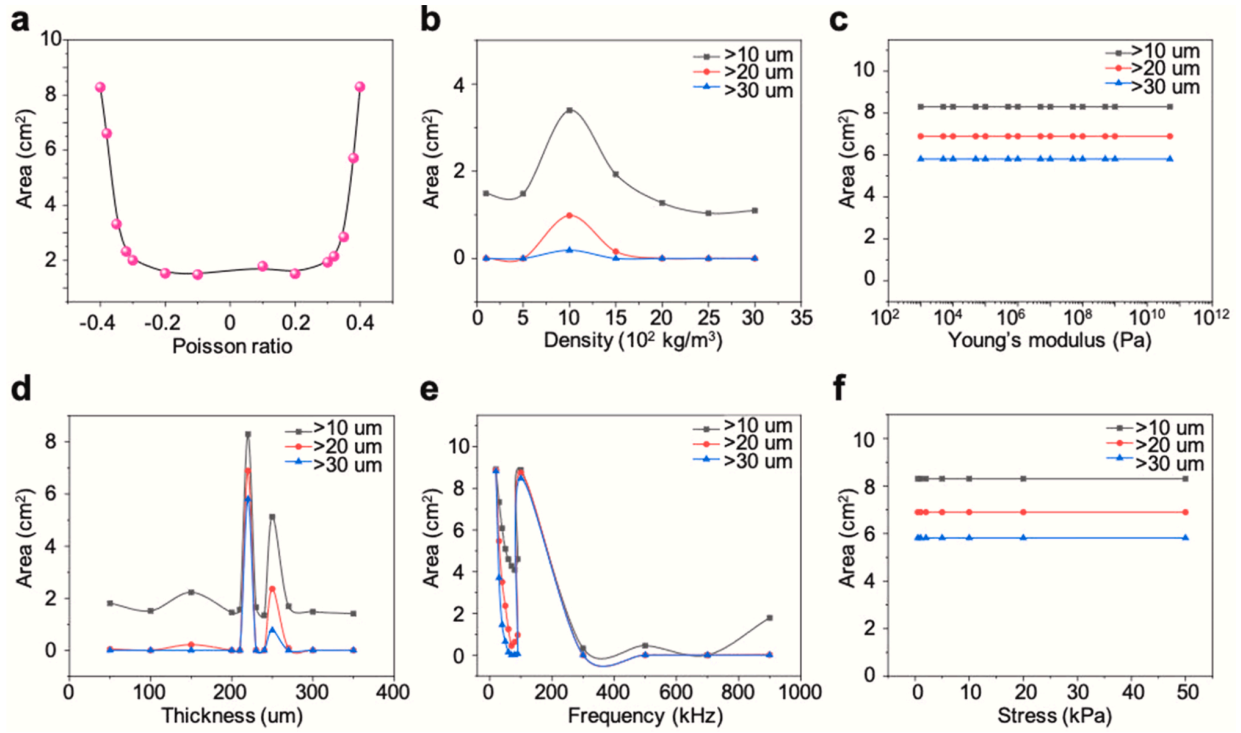 a
10
8
6
4
2
Area (cm²)
-0.4 -0.2 0 0.2 0.4
Poisson ratio
b
>10 um
>20 um
>30 um
4
2
0
Area (cm²)
0 5 10 15 20 25 30 35
Density (10² kg/m³)
c
>10 um
>20 um
>30 um
10
8
6
4
2
0
Area (cm²)
10² 10⁴ 10⁶ 10⁸ 10¹⁰ 10¹²
Young's modulus (Pa)
d
>10 um
>20 um
>30 um
8
6
4
2
0
Area (cm²)
0 100 200 300 400
Thickness (um)
e
>10 um
>20 um
>30 um
10
8
6
4
2
0
Area (cm²)
0 200 400 600 800 1000
Frequency (kHz)
f
>10 um
>20 um
>30 um
10
8
6
4
2
0
Area (cm²)
0 10 20 30 40 50
Stress (kPa)